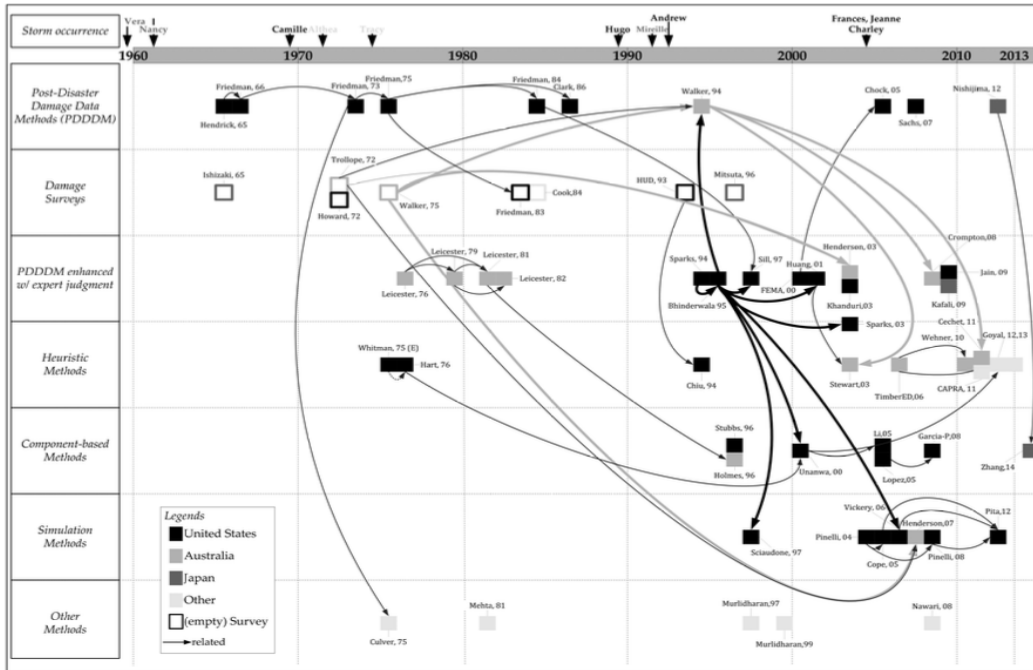 Storm occurrence
Vera
Nancy
Camille
Althea
Tracy
Hugo
Mireille
Andrew
Frances, Jeanne
Charley
1960
1970
1980
1990
2000
2010
2013
Post-Disaster
Damage Data
Methods (PDDDM)
Friedman, 66
Hendrick, 65
Friedman, 73
Friedman,75
Friedman, 84
Clark, 86
Walker, 94
Chock, 05
Sachs, 07
Nishijima, 12
Damage
Surveys
Ishizaki, 65
Trollope, 72
Howard, 72
Walker, 75
Friedman, 83
Cook,84
HUD, 93
Mitsuta, 96
PDDDM enhanced
w/ expert judgment
Leicester, 79
Leicester, 81
Leicester, 76
Leicester, 82
Sparks, 94
Bhinderwala 95
Sill, 97
FEMA, 00
Huang, 01
Henderson, 03
Khanduri,03
Crompton,08
Jain, 09
Kafali, 09
Heuristic
Methods
Whitman, 75 (E)
Hart, 76
Chiu, 94
Sparks, 03
Stewart,03
TimberED,06
Wehner, 10
Cechet, 11
Goyal, 12,13
CAPRA, 11
Component-based
Methods
Stubbs, 96
Holmes, 96
Unanwa, 00
Li,05
Lopez,05
Garcia-P,08
Zhang,14
Simulation
Methods
Sciaudone, 97
Vickery, 06
Pinelli, 04
Cope, 05
Henderson,07
Pinelli, 08
Pita,12
Other
Methods
Culver, 75
Mehta, 81
Murlidharan,97
Murlidharan,99
Nawari, 08
Legends
United States
Australia
Japan
Other
(empty) Survey
related